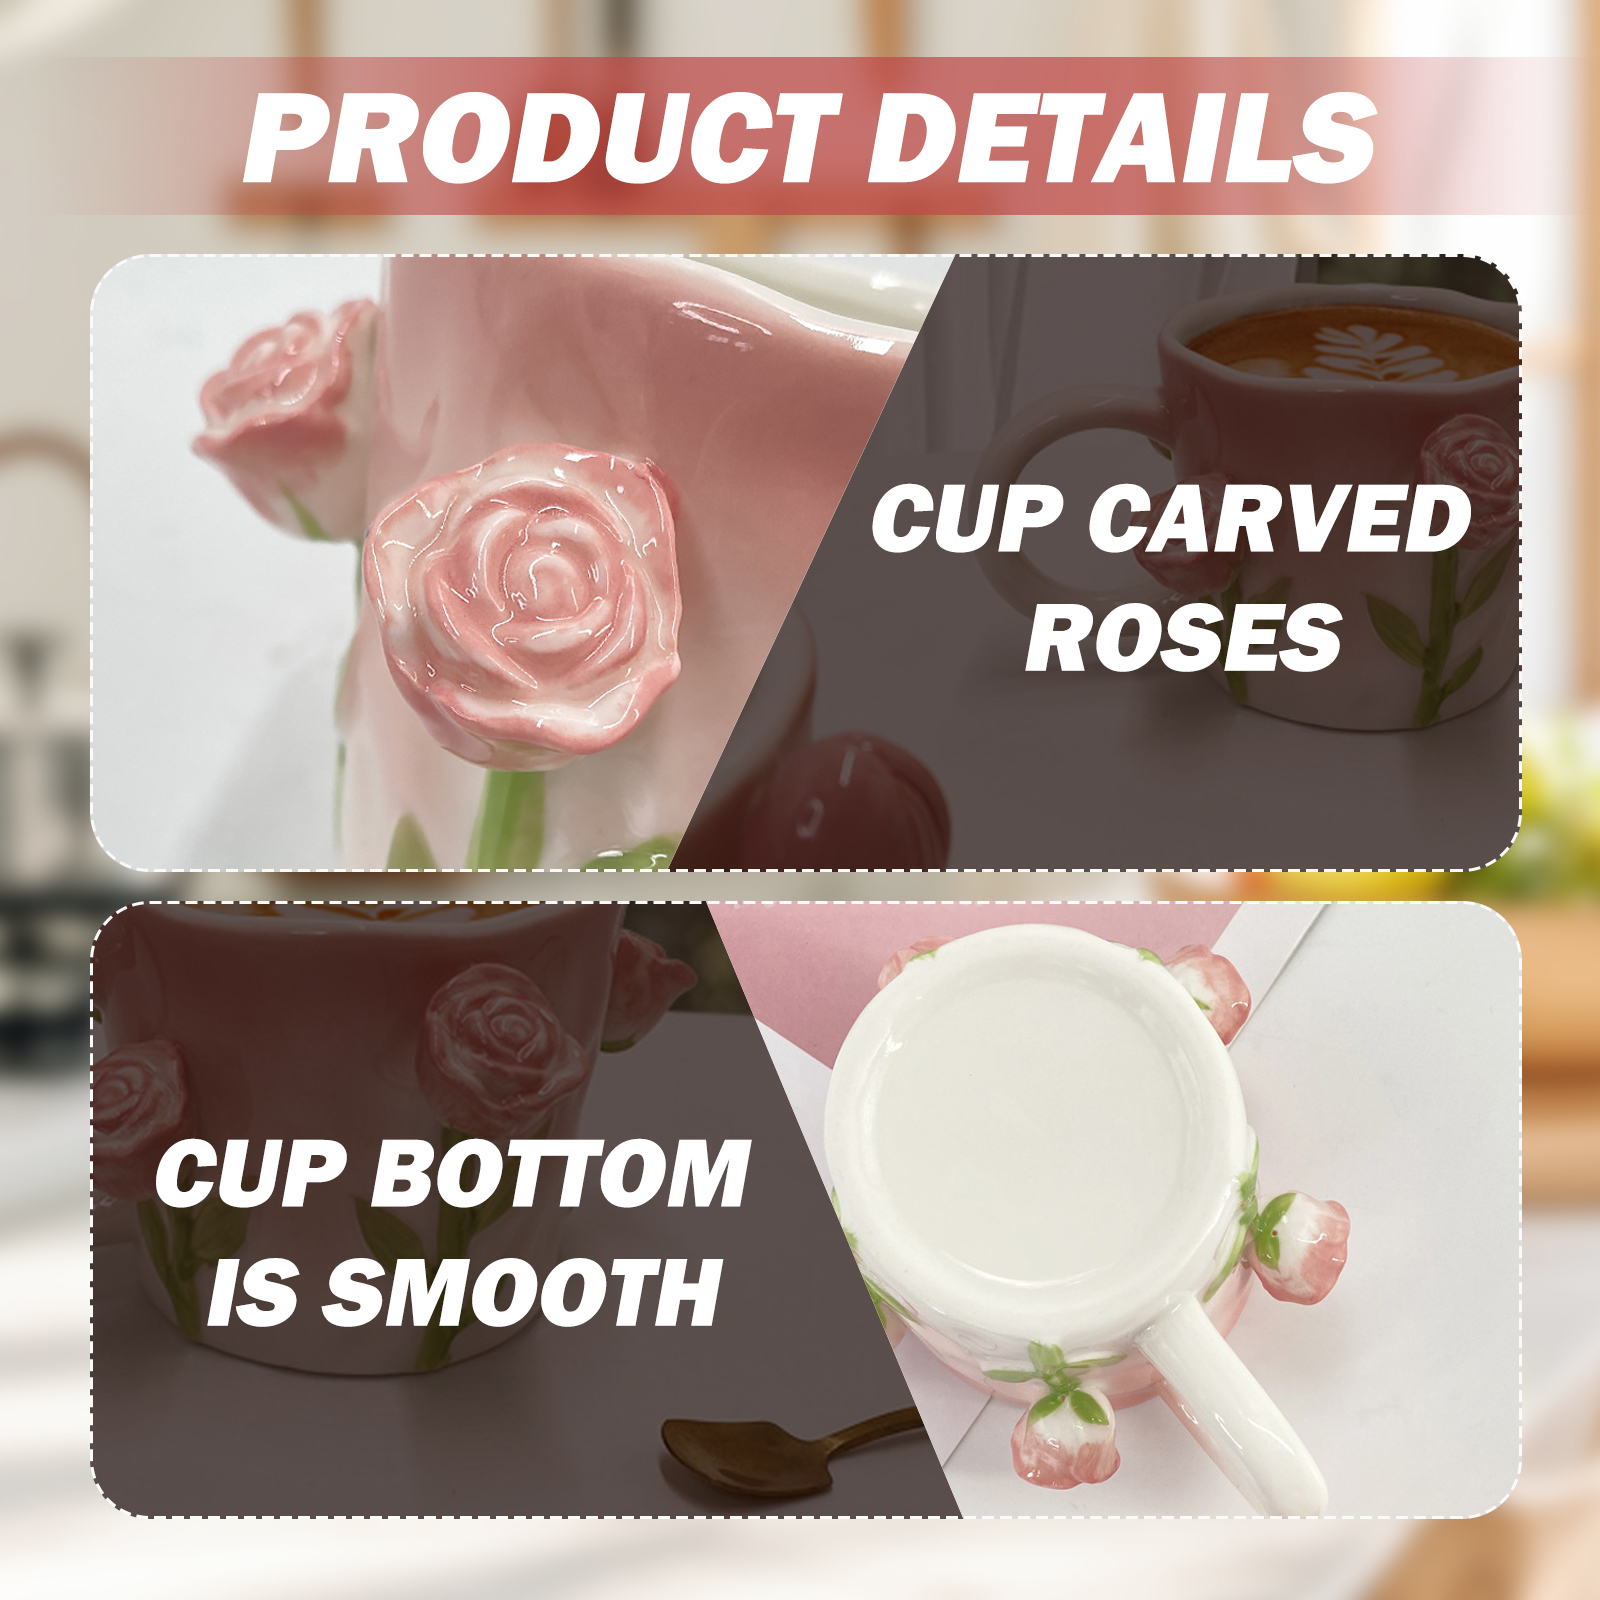 PRODUCT DETAILS
CUP CARVED
ROSES
CUP BOTTOM
IS SMOOTH